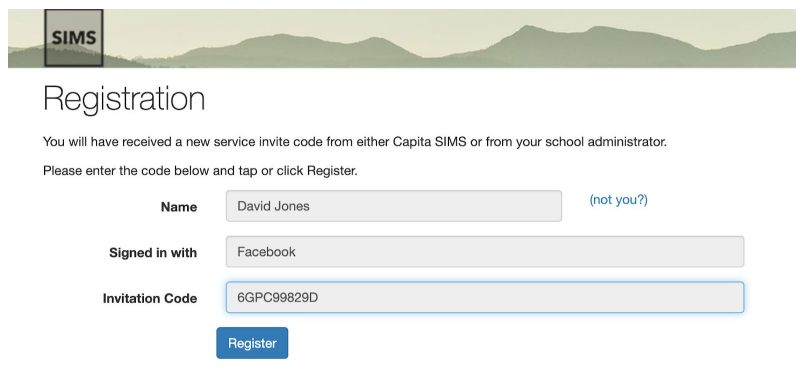 SIMS
Registration
You will have received a new service invite code from either Capita SIMS or from your school administrator.
Please enter the code below and tap or click Register.
Name David Jones (not you?)
Signed in with Facebook
Invitation Code 6GPC99829D
Register